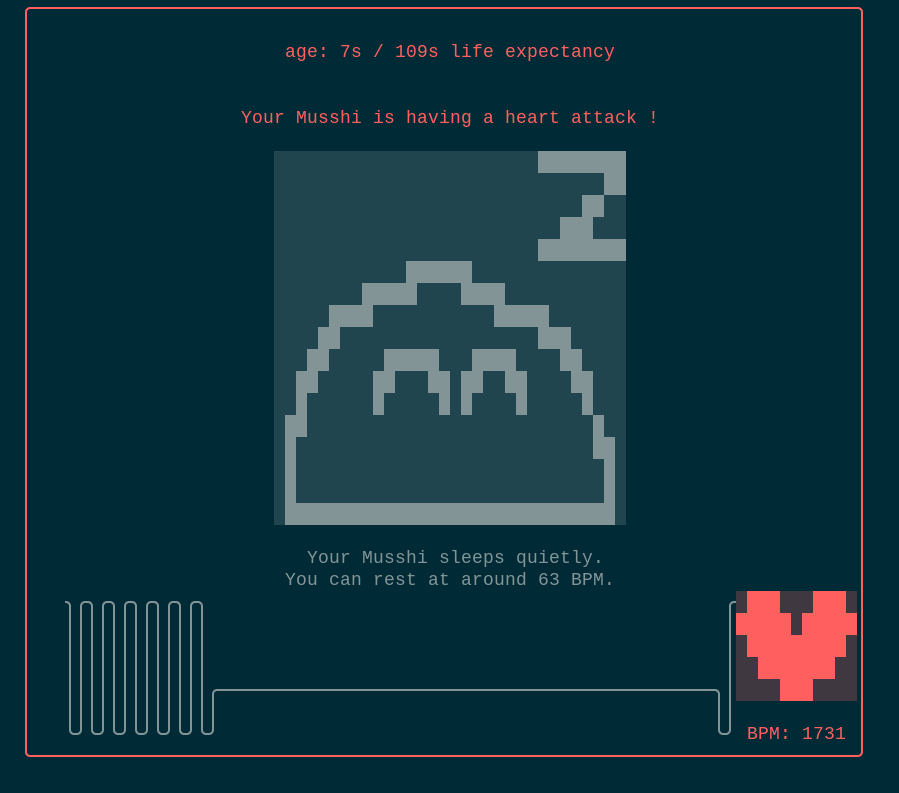 age: 7s / 109s life expectancy
Your Musshi is having a heart attack !
Z
Your Musshi sleeps quietly.
You can rest at around 63 BPM.
BPM: 1731